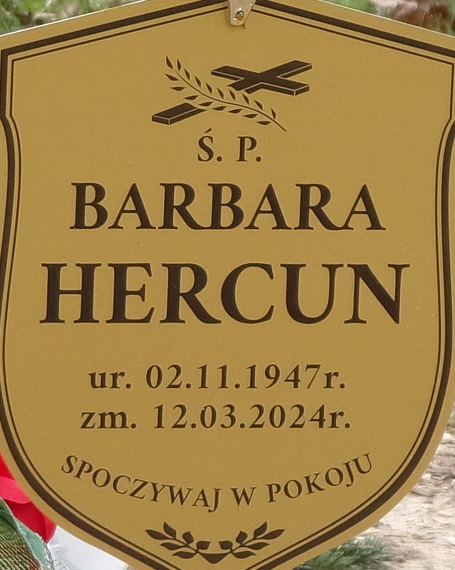 Ś. P.
BARBARA
HERCUN
ur. 02.11.1947r.
zm. 12.03.2024r.
SPOCZYWAJ W POKOJU